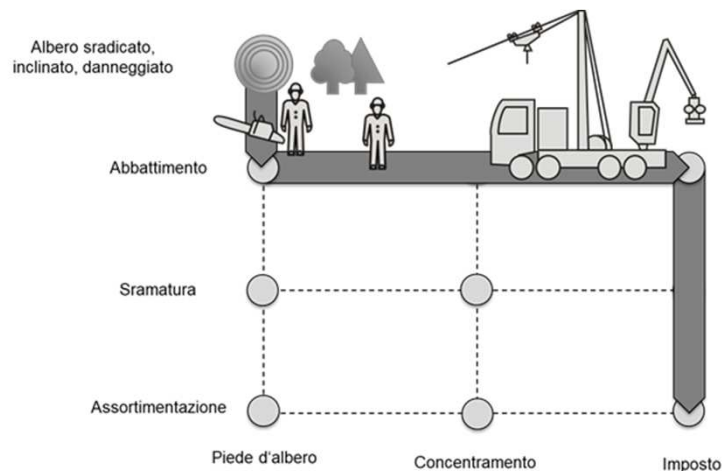 Albero sradicato,
inclinato, danneggiato
Abbattimento
Sramatura
Assortimentazione
Piede d'albero
Concentramento
Imposto